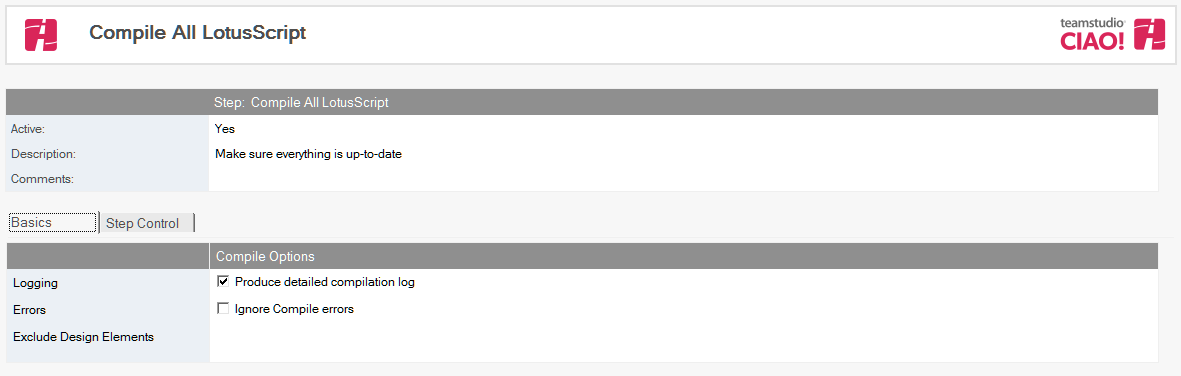 Compile All LotusScript
teamstudio
CIAO!
Step: Compile All LotusScript
Active: Yes
Description: Make sure everything is up-to-date
Comments:
Basics Step Control
Compile Options
Logging Produce detailed compilation log
Errors Ignore Compile errors
Exclude Design Elements